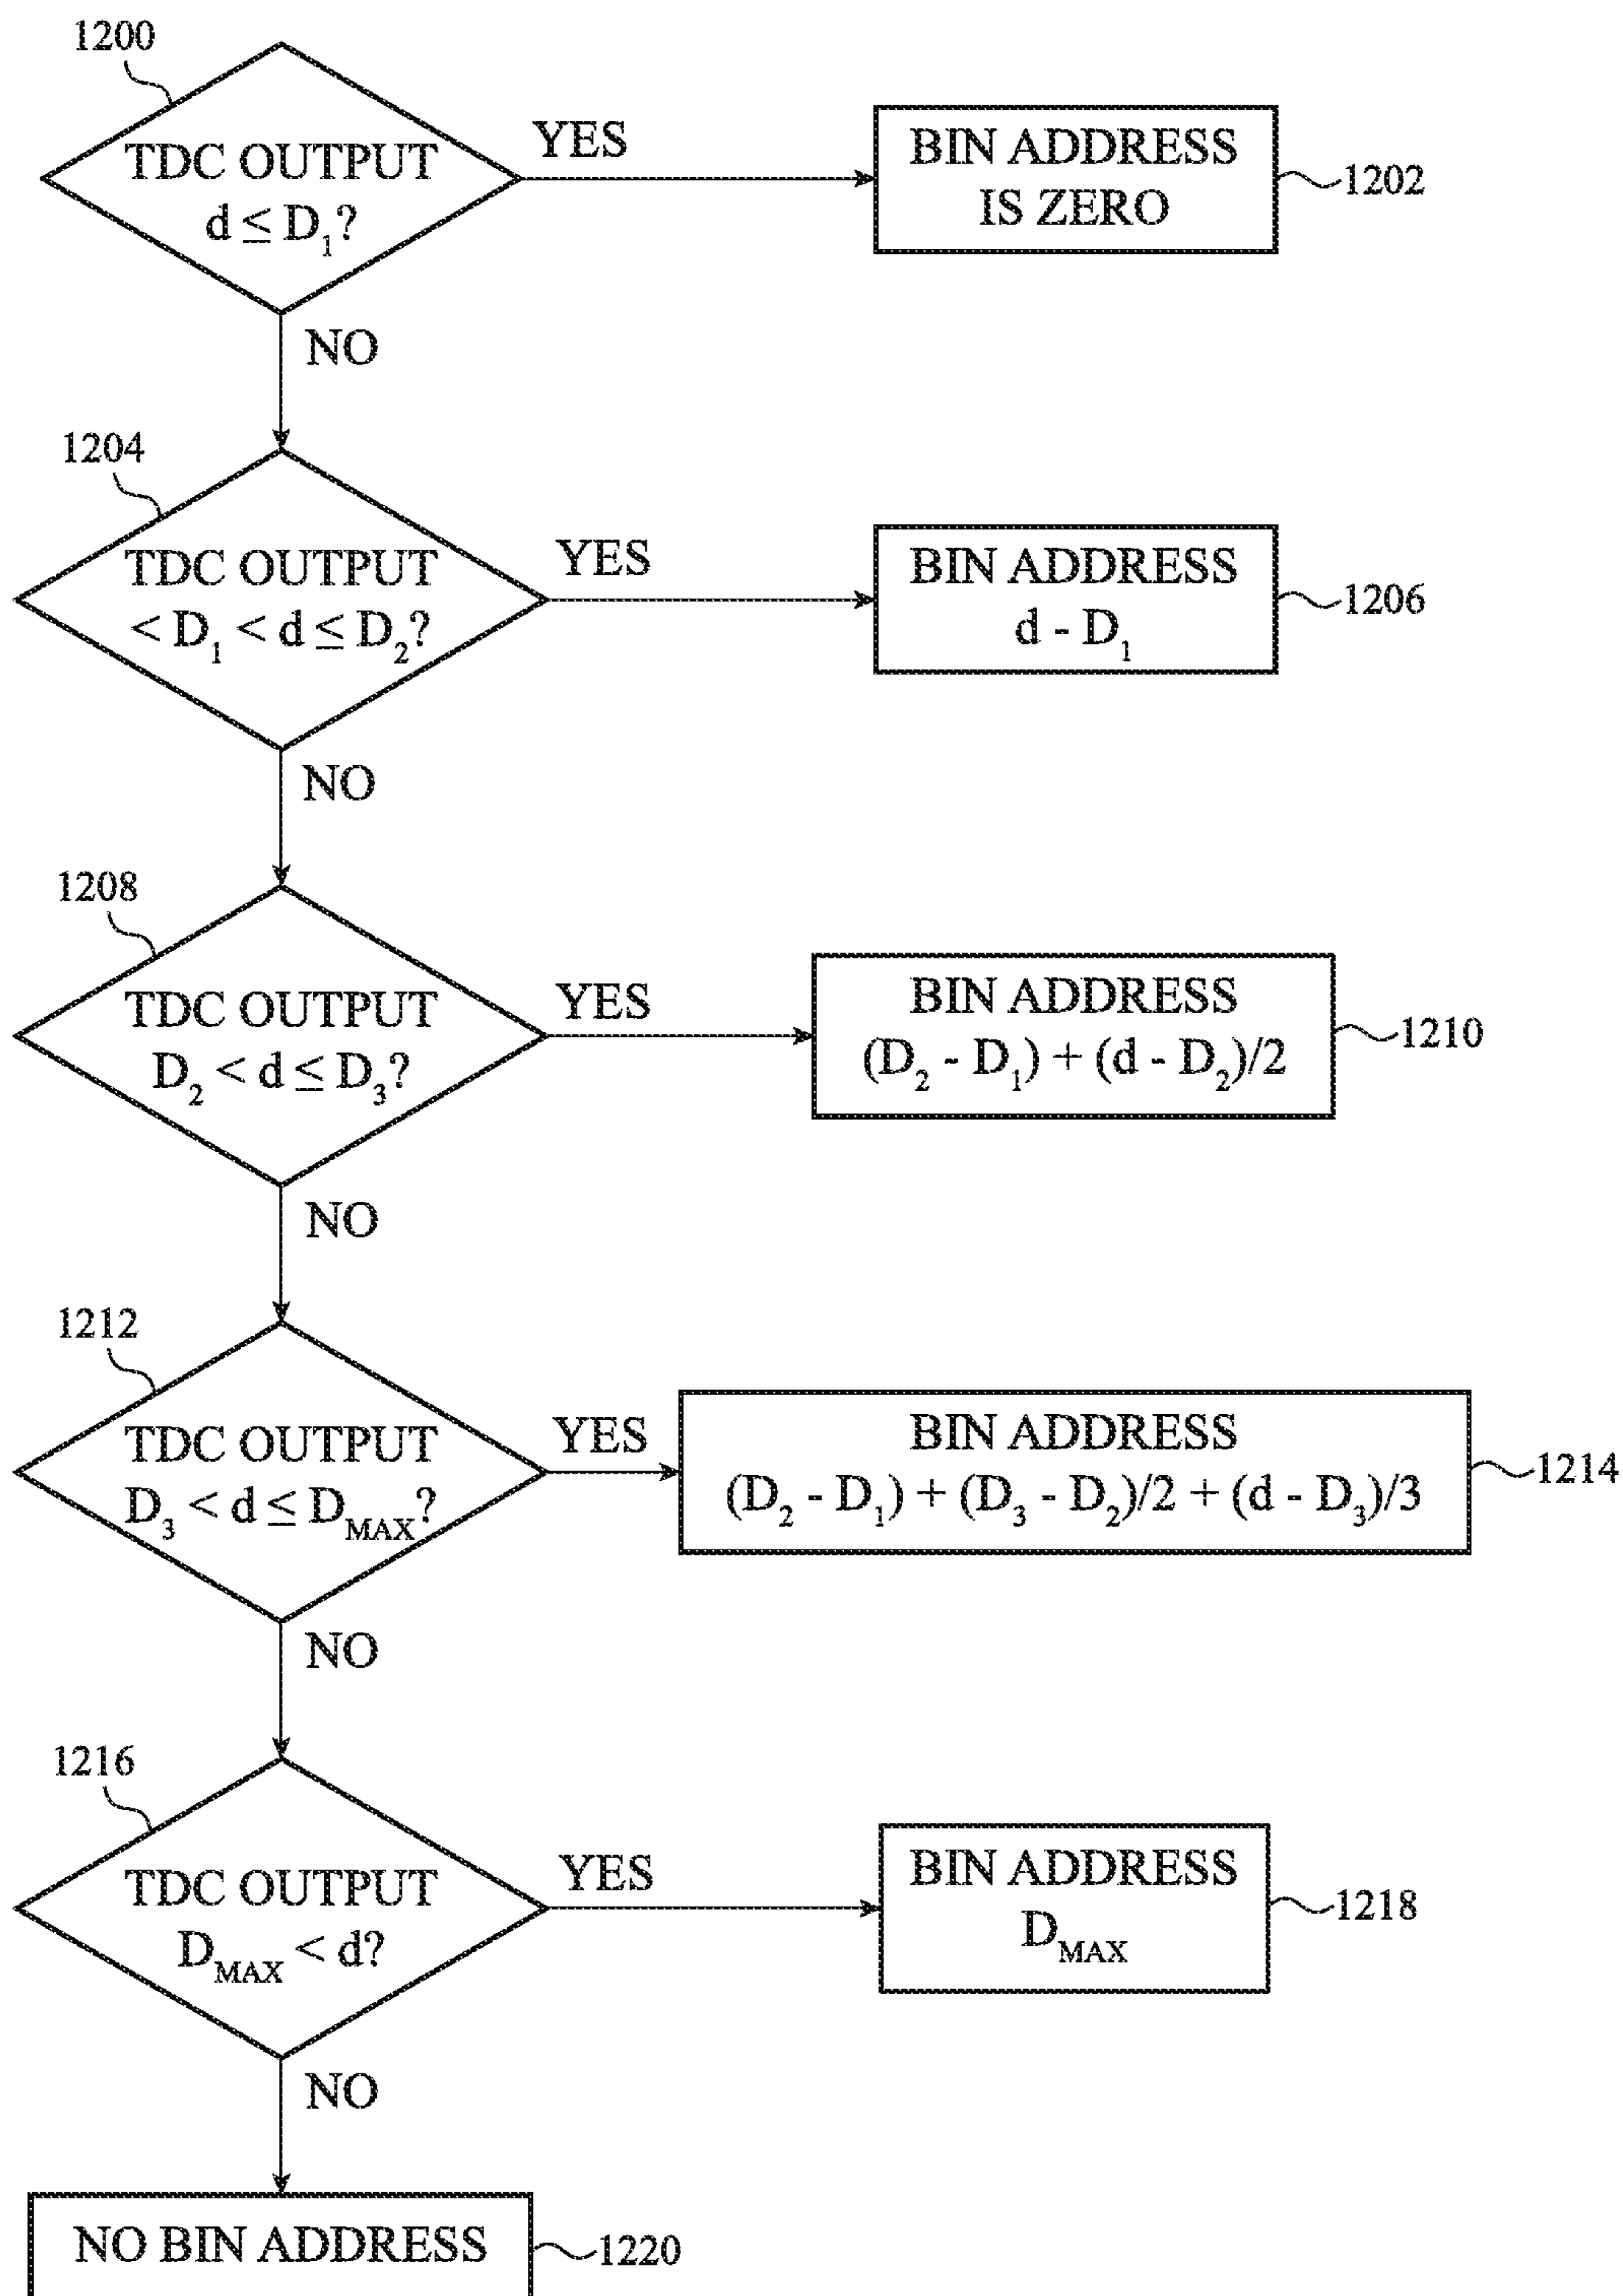 1200
TDC OUTPUT
d ≤ D₁?
YES
BIN ADDRESS
IS ZERO
1202
NO
1204
TDC OUTPUT
< D₁ < d ≤ D₂?
YES
BIN ADDRESS
d - D₁
1206
NO
1208
TDC OUTPUT
D₂ < d ≤ D₃?
YES
BIN ADDRESS
(D₂ - D₁) + (d - D₂)/2
1210
NO
1212
TDC OUTPUT
D₃ < d ≤ D_MAX?
YES
BIN ADDRESS
(D₂ - D₁) + (D₃ - D₂)/2 + (d - D₃)/3
1214
NO
1216
TDC OUTPUT
D_MAX < d?
YES
BIN ADDRESS
D_MAX
1218
NO
NO BIN ADDRESS
1220